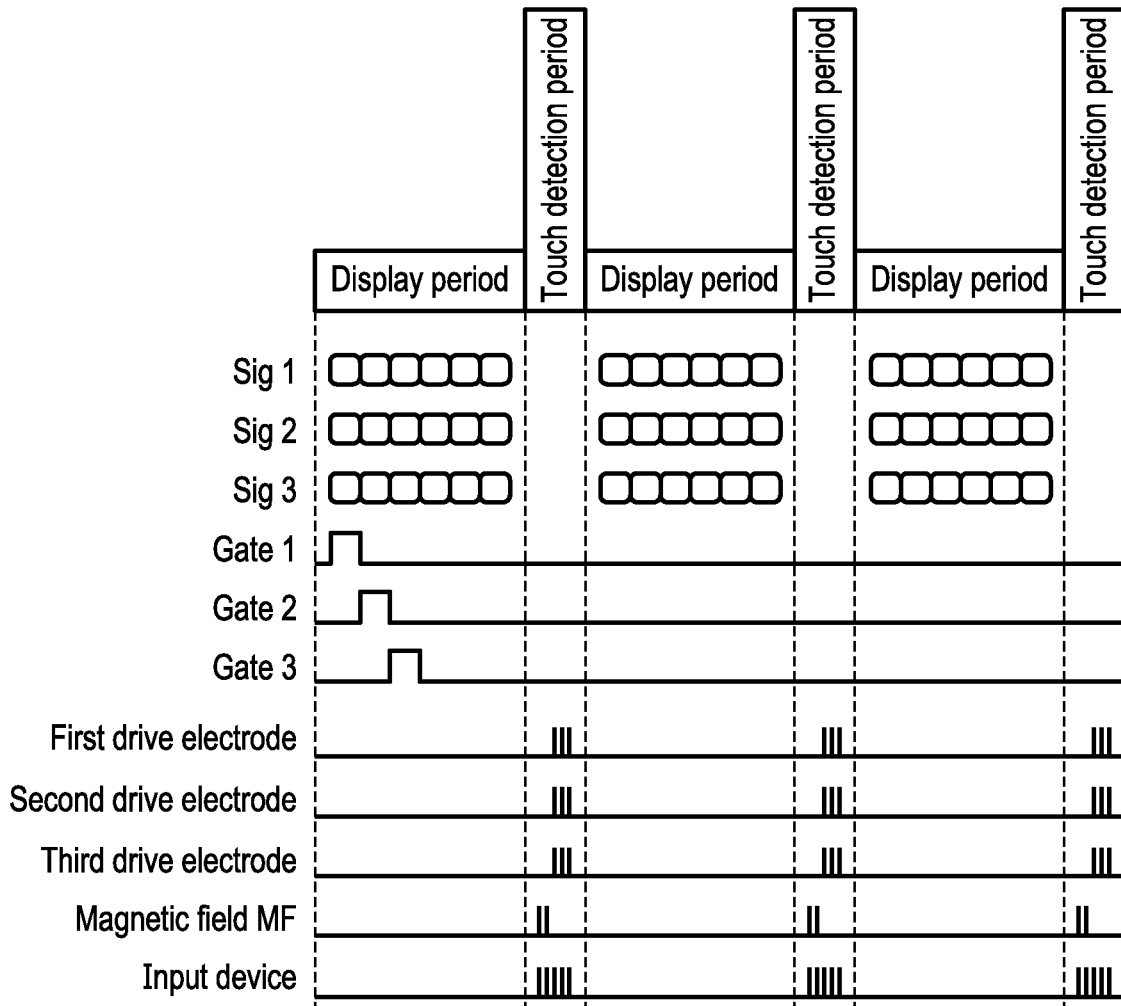 Touch detection period
Touch detection period
Touch detection period
Display period
Display period
Display period
Sig 1
Sig 2
Sig 3
Gate 1
Gate 2
Gate 3
First drive electrode
Second drive electrode
Third drive electrode
Magnetic field MF
Input device